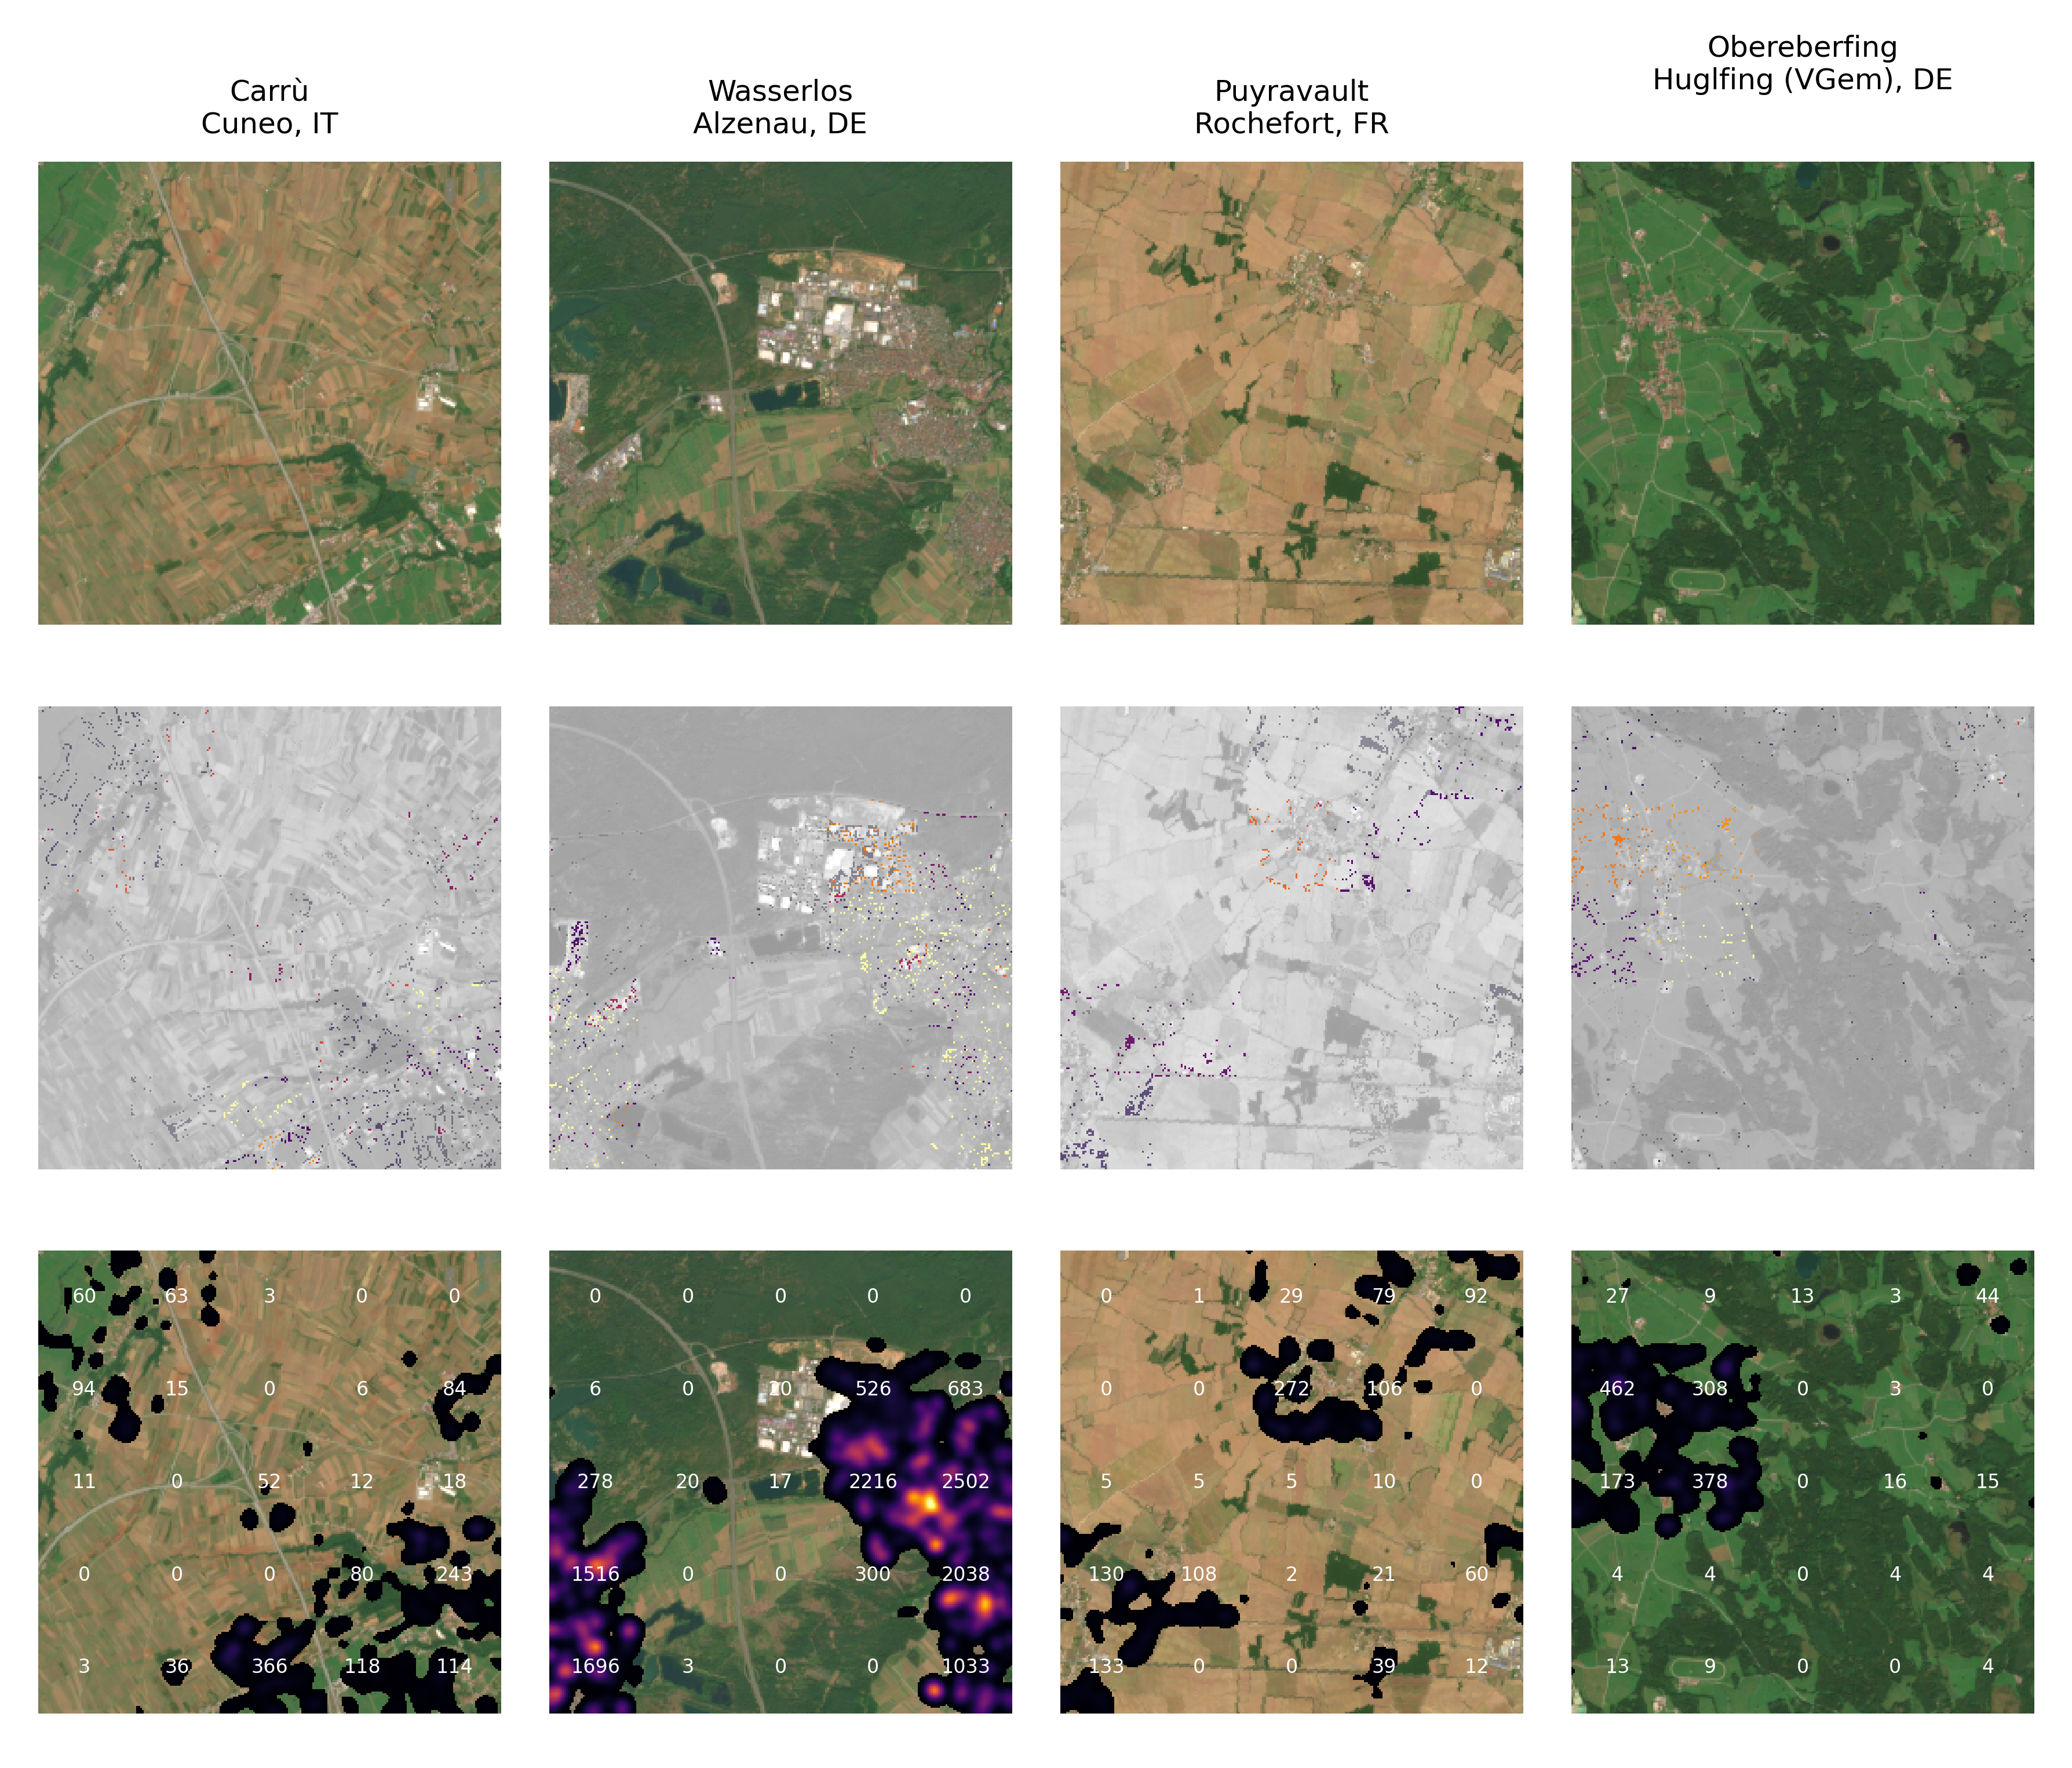 Carrù
Cuneo, IT
Wasserlos
Alzenau, DE
Puyravault
Rochefort, FR
Obereberfing
Huglfing (VGem), DE
60 63 3 0 0
94 15 0 6 84
11 0 52 12 18
0 0 0 80 243
3 36 366 118 114
0 0 0 0 0
6 0 20 526 683
278 20 17 2216 2502
1516 0 0 300 2038
1696 3 0 0 1033
0 1 29 79 92
0 0 272 106 0
5 5 5 10 0
130 108 2 21 60
133 0 0 39 12
27 9 13 3 44
462 308 0 3 0
173 378 0 16 15
4 4 0 4 4
13 9 0 0 4